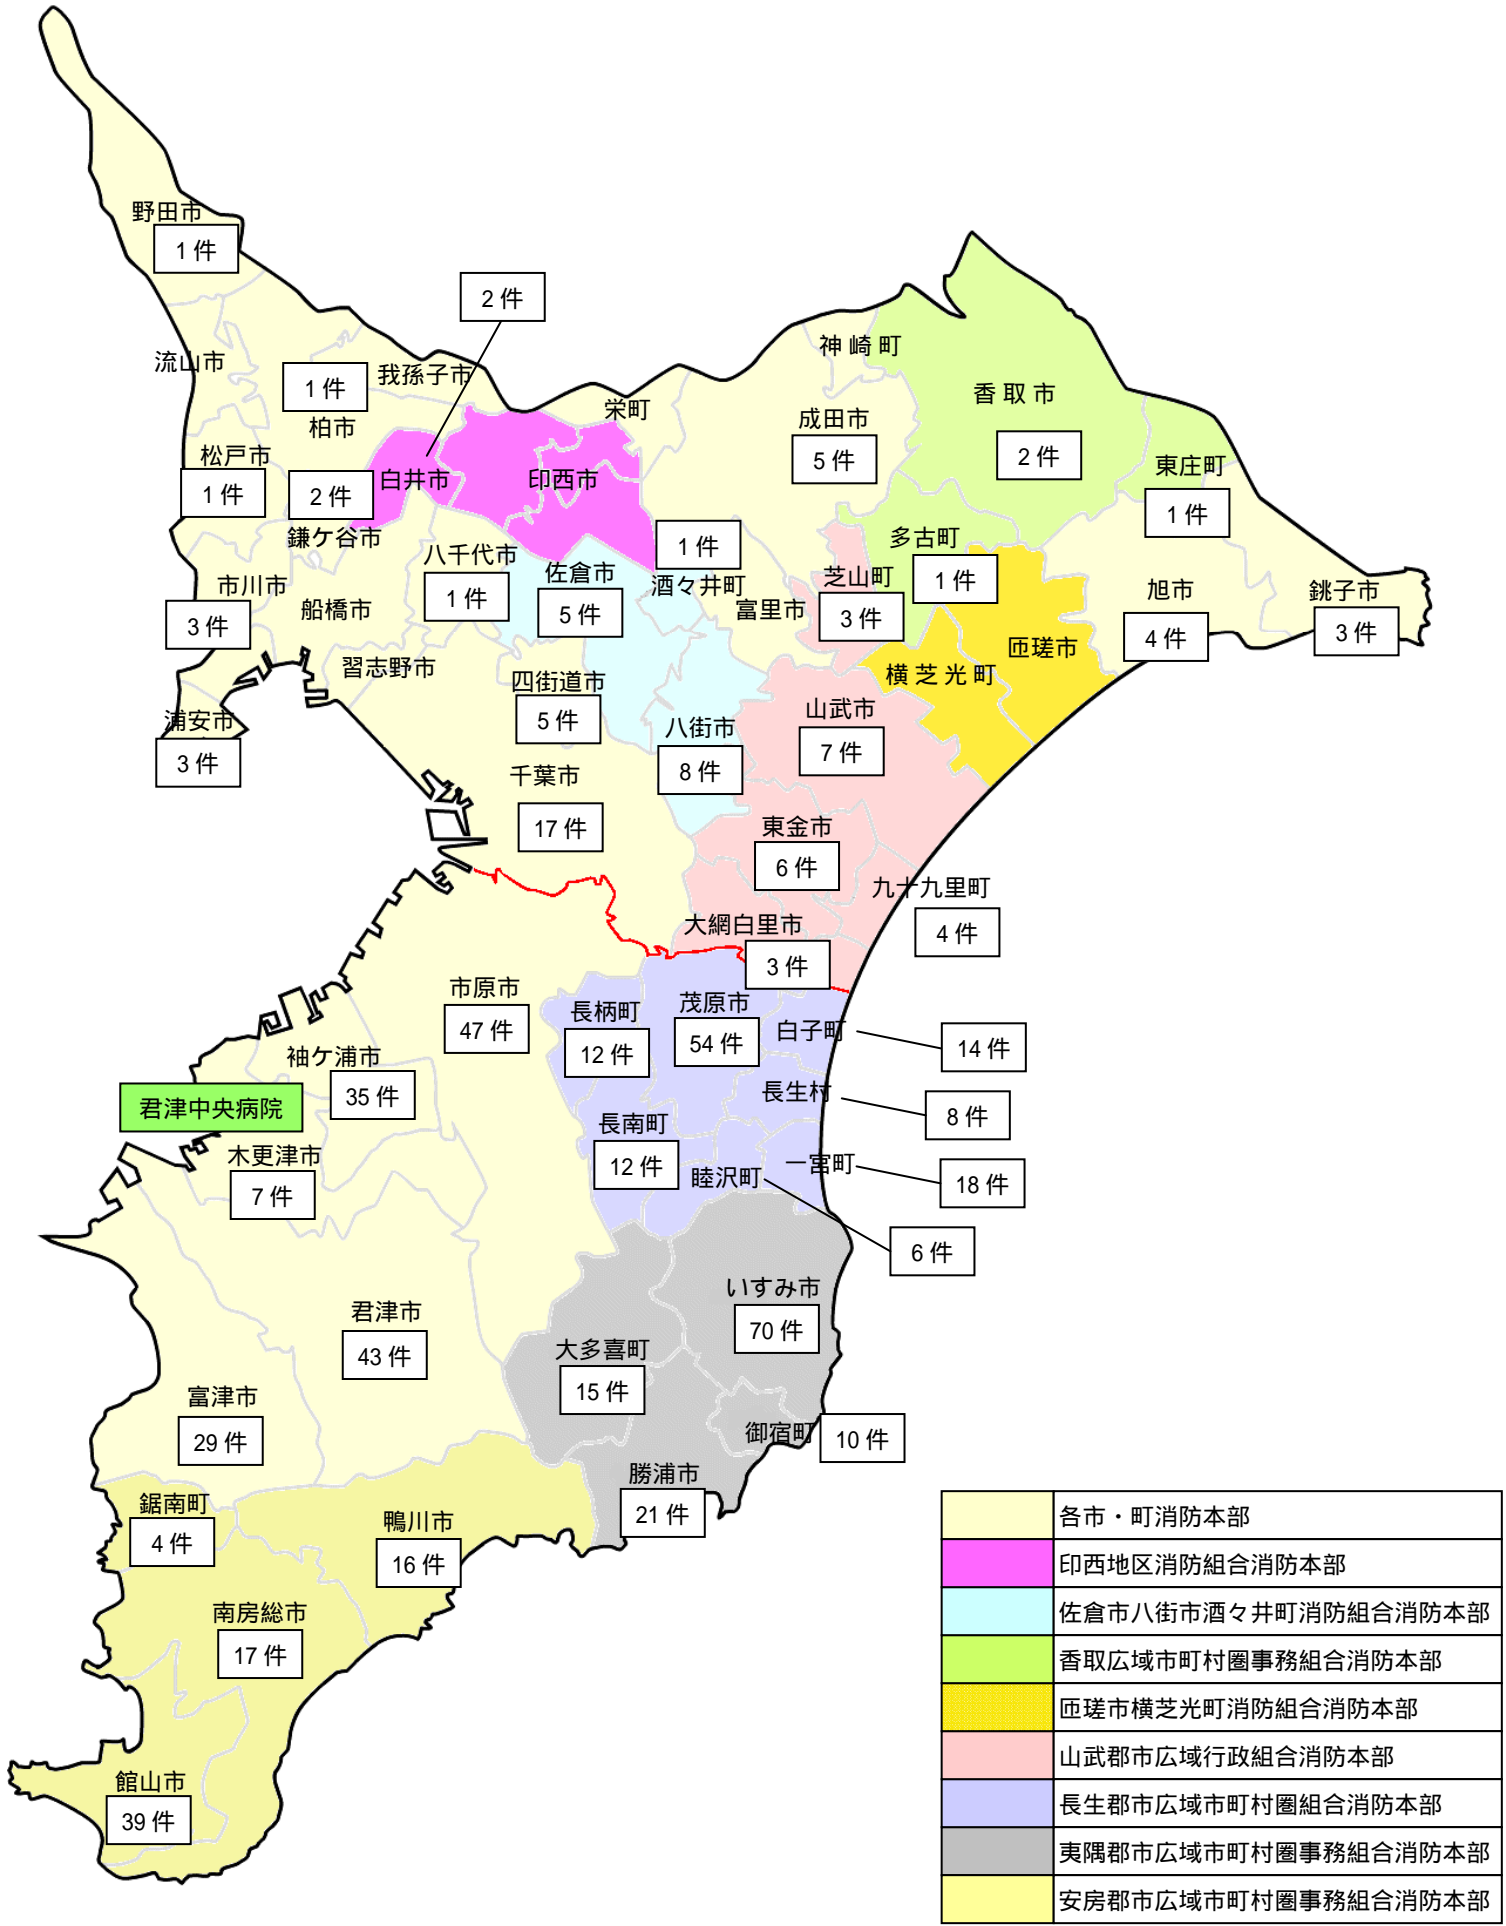 野田市
1 件
2 件
流山市
1 件
我孫子市
柏市
神 崎 町
香 取 市
2 件
栄町
成田市
5 件
松戸市
1 件
2 件
白井市
印西市
東庄町
1 件
鎌ケ谷市
八千代市
1 件
佐倉市
5 件
1 件
酒々井町
富里市
芝山町
3 件
多古町
1 件
旭市
4 件
銚子市
3 件
市川市
3 件
船橋市
習志野市
四街道市
5 件
横 芝 光 町
匝瑳市
浦安市
3 件
八街市
8 件
山武市
7 件
千葉市
17 件
東金市
6 件
九十九里町
4 件
大網白里市
3 件
市原市
47 件
長柄町
12 件
茂原市
54 件
白子町
14 件
袖ケ浦市
35 件
君津中央病院
長生村
8 件
長南町
12 件
木更津市
7 件
睦沢町
一宮町
18 件
6 件
いすみ市
70 件
君津市
43 件
大多喜町
15 件
富津市
29 件
御宿町
10 件
勝浦市
21 件
鋸南町
4 件
鴨川市
16 件
南房総市
17 件
館山市
39 件
各市・町消防本部
印西地区消防組合消防本部
佐倉市八街市酒々井町消防組合消防本部
香取広域市町村圏事務組合消防本部
匝瑳市横芝光町消防組合消防本部
山武郡市広域行政組合消防本部
長生郡市広域市町村圏組合消防本部
夷隅郡市広域市町村圏事務組合消防本部
安房郡市広域市町村圏事務組合消防本部